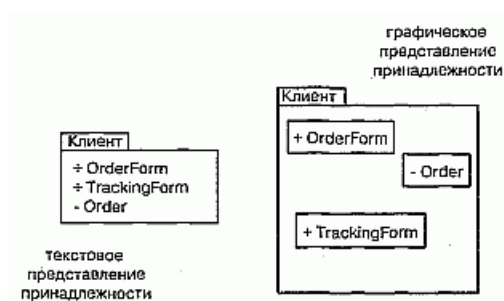 графическое
представление
принадлежности
Клиент
+ OrderForm
- Order
+ TrackingForm
Клиент
+ OrderForm
+ TrackingForm
- Order
текстовое
представление
принадлежности